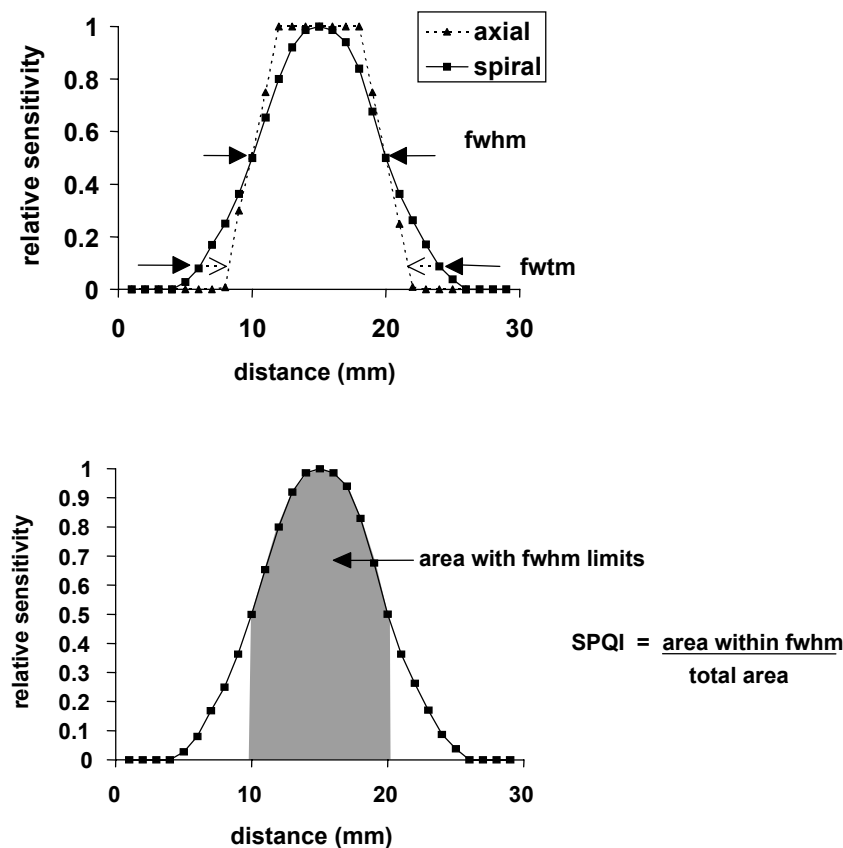 1
0.8
0.6
0.4
0.2
0
relative sensitivity
axial
spiral
fwhm
fwtm
0 10 20 30
distance (mm)
1
0.9
0.8
0.7
0.6
0.5
0.4
0.3
0.2
0.1
0
relative sensitivity
area with fwhm limits
SPQI = area within fwhm
total area
0 10 20 30
distance (mm)